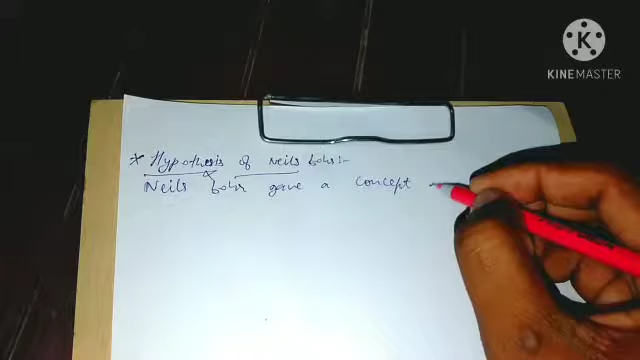 KINEMASTER
* Hypothesis of Neils bohr:-
Neils bohr gave a concept